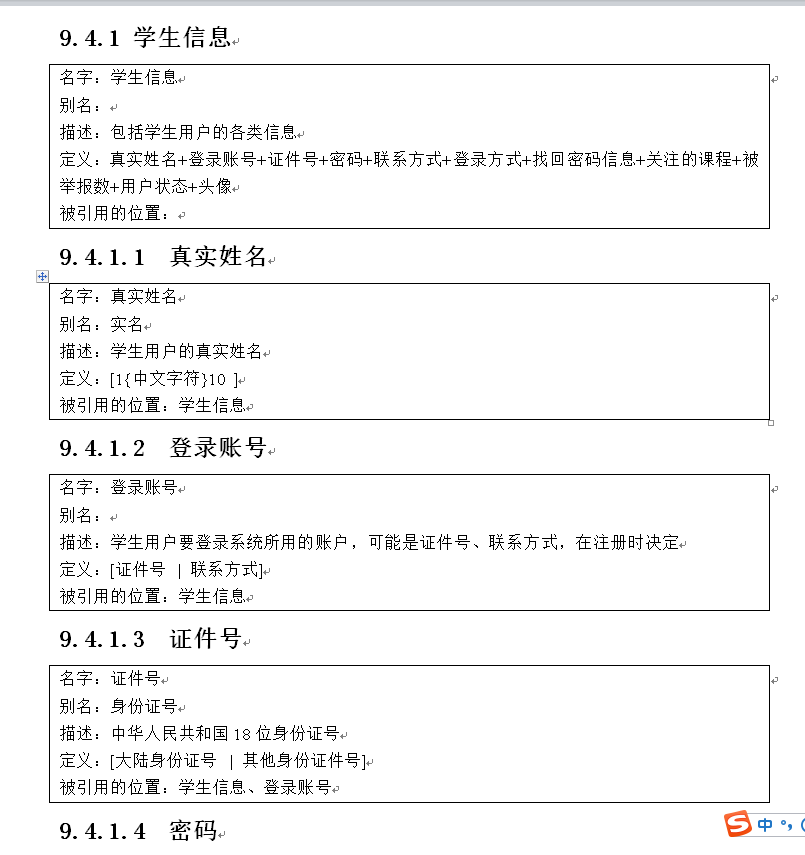 9.4.1 学生信息
名字：学生信息
别名：
描述：包括学生用户的各类信息
定义：真实姓名+登录账号+证件号+密码+联系方式+登录方式+找回密码信息+关注的课程+被
举报数+用户状态+头像
被引用的位置：
9.4.1.1 真实姓名
名字：真实姓名
别名：实名
描述：学生用户的真实姓名
定义：[1{中文字符}10 ]
被引用的位置：学生信息
9.4.1.2 登录账号
名字：登录账号
别名：
描述：学生用户要登录系统所用的账户，可能是证件号、联系方式，在注册时决定
定义：[证件号 | 联系方式]
被引用的位置：学生信息
9.4.1.3 证件号
名字：证件号
别名：身份证号
描述：中华人民共和国 18 位身份证号
定义：[大陆身份证号 | 其他身份证件号]
被引用的位置：学生信息、登录账号
9.4.1.4 密码
S 中 °,